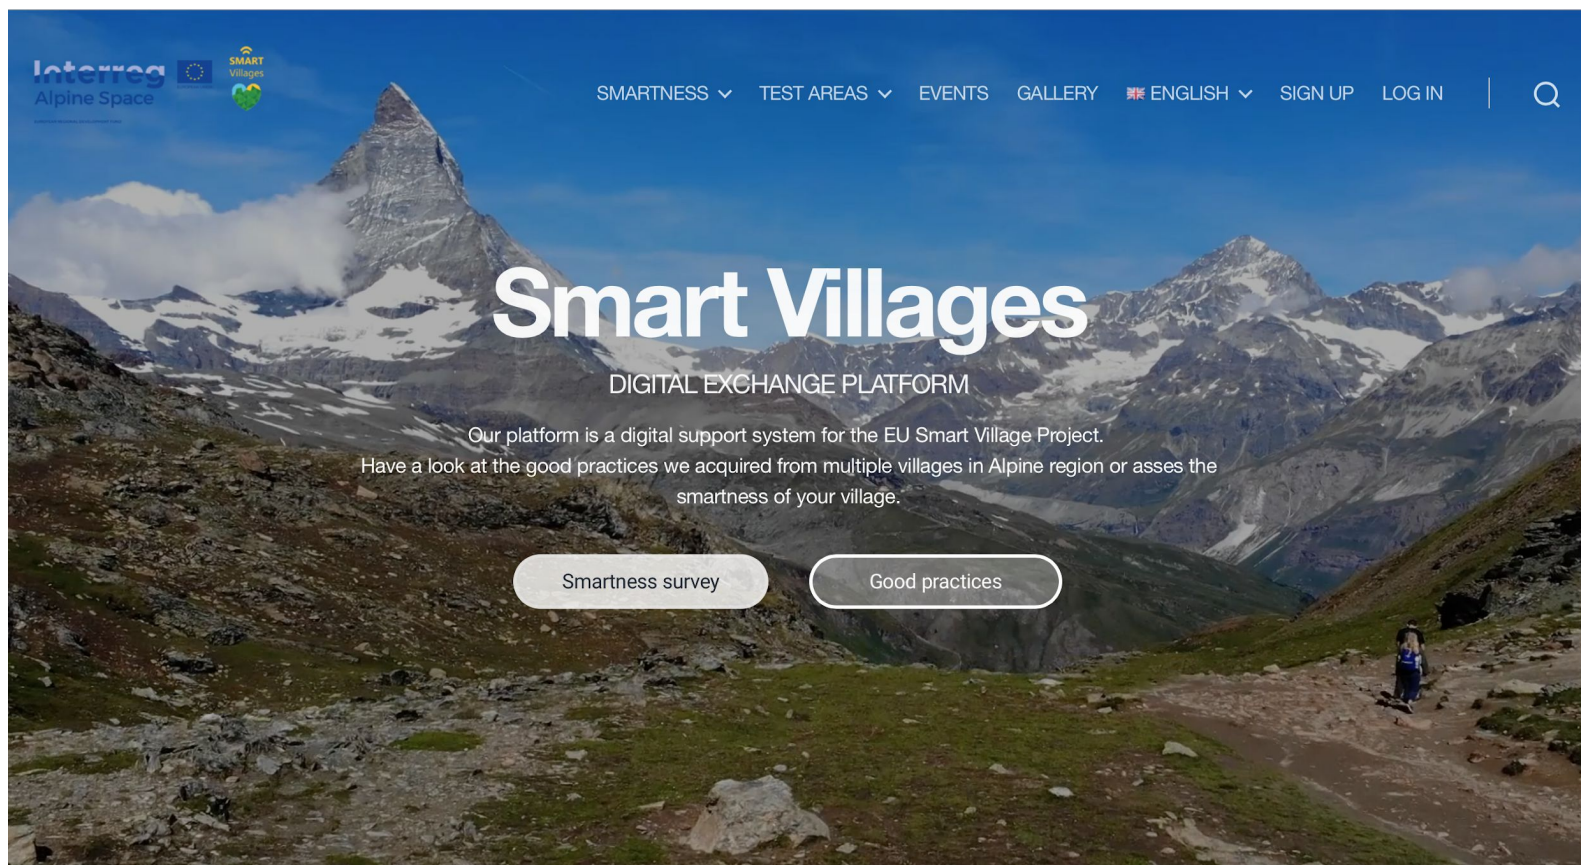 Interreg
Alpine Space
SMART
Villages
SMARTNESS
TEST AREAS
EVENTS
GALLERY
ENGLISH
SIGN UP
LOG IN
Smart Villages
DIGITAL EXCHANGE PLATFORM
Our platform is a digital support system for the EU Smart Village Project.
Have a look at the good practices we acquired from multiple villages in Alpine region or asses the
smartness of your village.
Smartness survey
Good practices